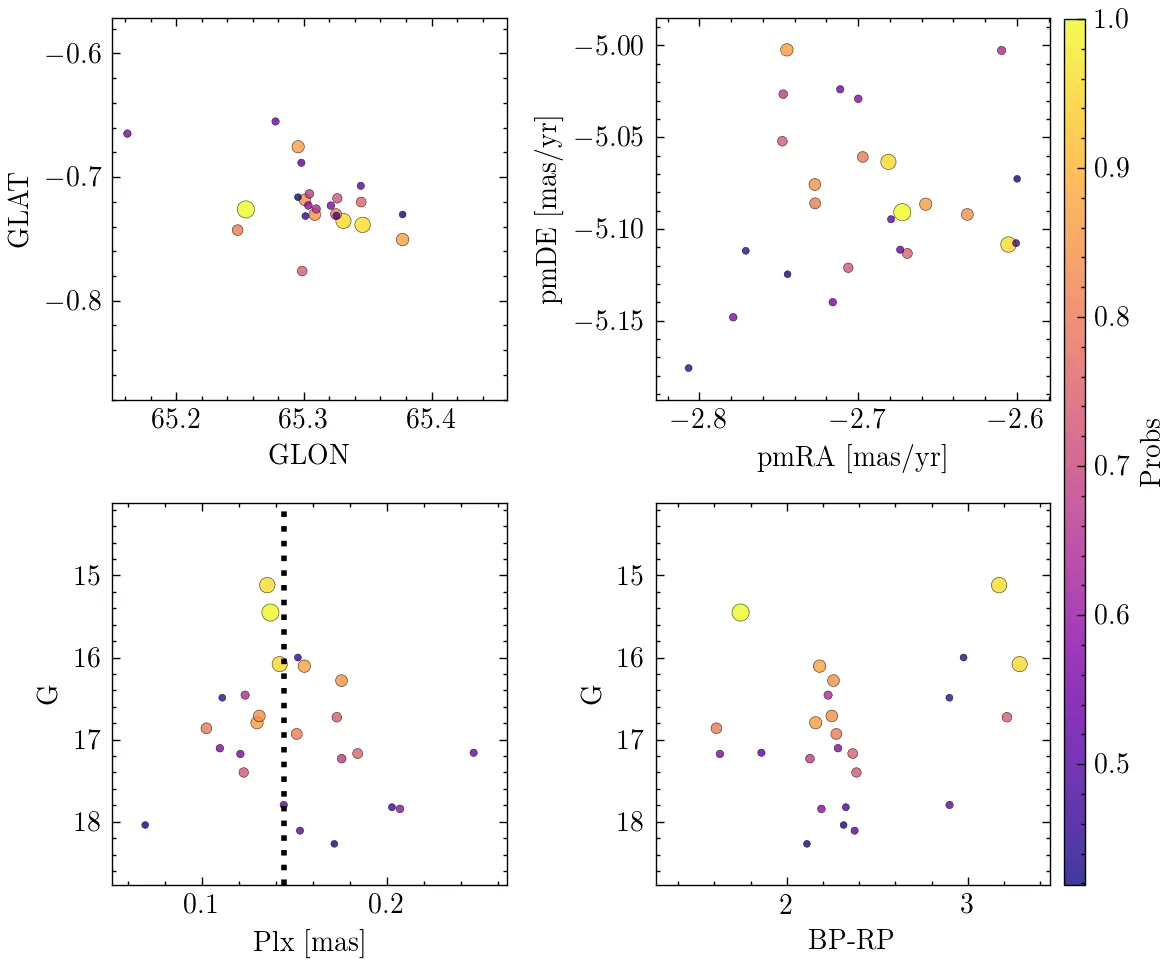 −0.6
−0.7
−0.8
GLAT
65.2 65.3 65.4
GLON
−5.00
−5.05
−5.10
−5.15
pmDE [mas/yr]
−2.8 −2.7 −2.6
pmRA [mas/yr]
15
16
17
18
G
0.1 0.2
Plx [mas]
15
16
17
18
G
2 3
BP-RP
1.0
0.9
0.8
0.7
0.6
0.5
Probs